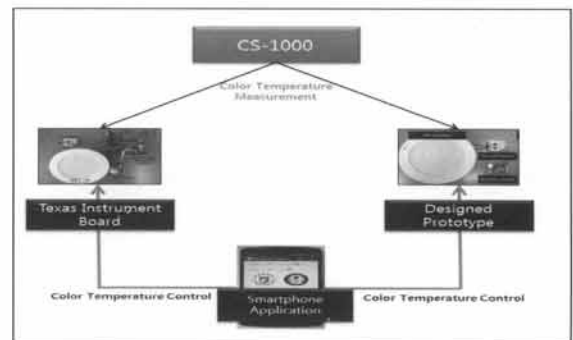 CS-1000
Color Temperature
Measurement
Texas Instrument
Board
Designed
Prototype
Color Temperature Control
Smartphone
Application
Color Temperature Control